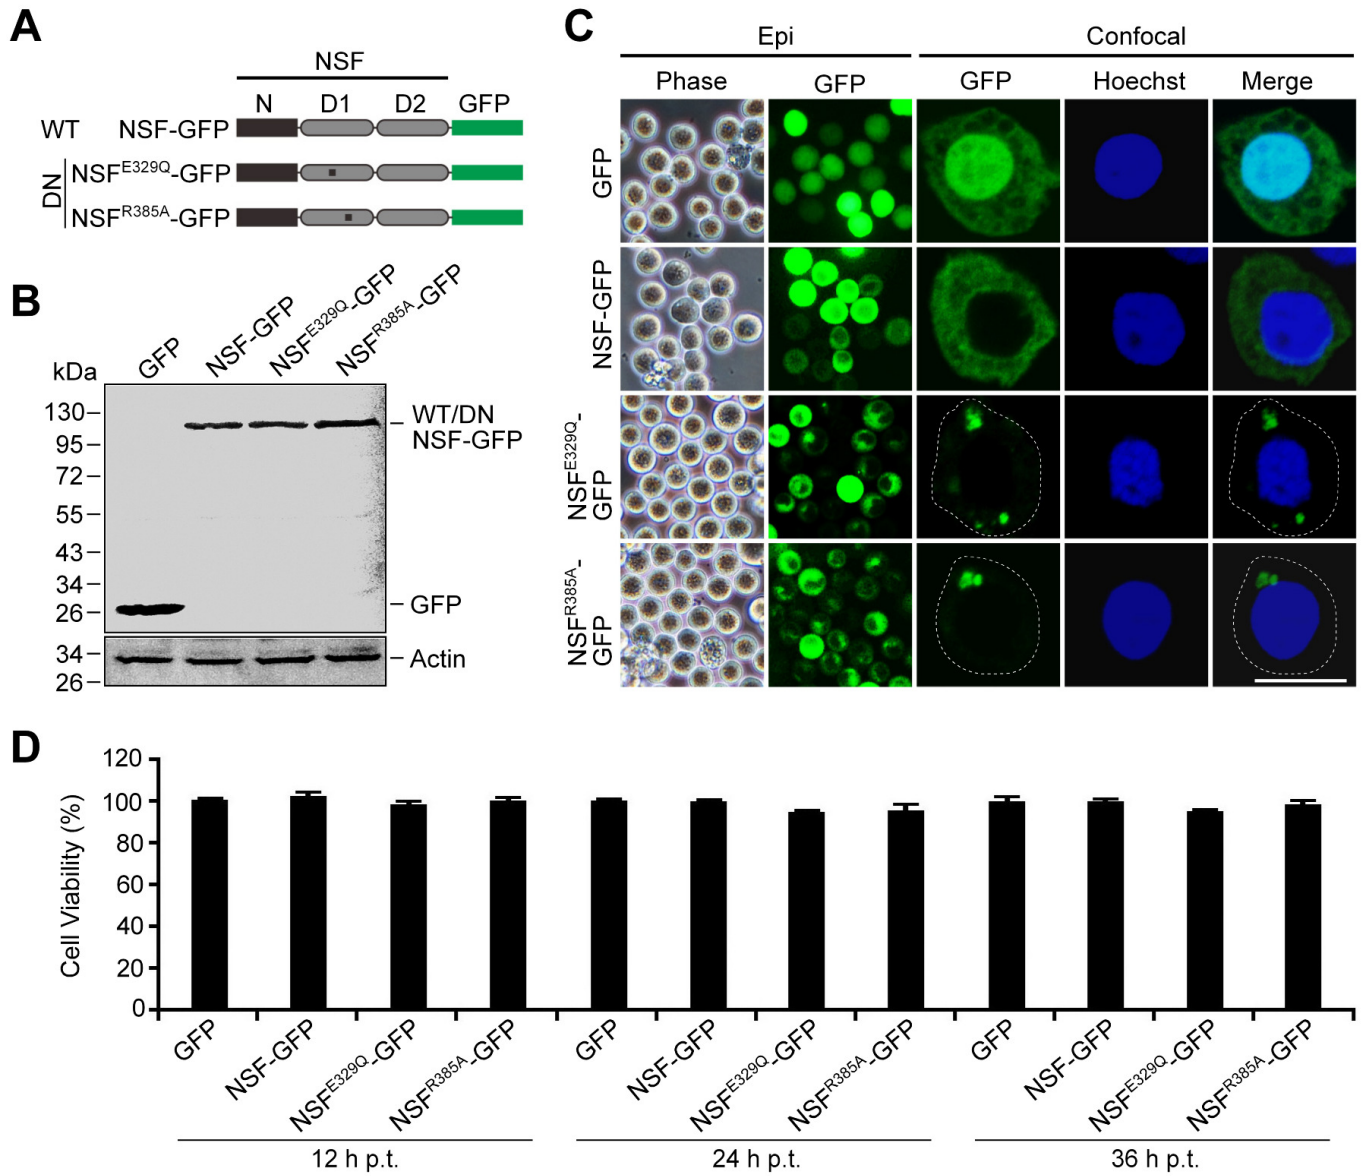 A
NSF
N D1 D2 GFP
WT NSF-GFP
DN
NSFE329Q-GFP
NSFR385A-GFP
B
kDa
GFP
NSF-GFP
NSFE329Q-GFP
NSFR385A-GFP
130
95
72
55
43
34
26
WT/DN
NSF-GFP
GFP
34
26
Actin
C
Epi Confocal
Phase GFP GFP Hoechst Merge
GFP
NSF-GFP
NSFE329Q-
GFP
NSFR385A-
GFP
D
Cell Viability (%)
120
100
80
60
40
20
0
GFP NSF-GFP NSFE329Q-GFP NSFR385A-GFP GFP NSF-GFP NSFE329Q-GFP NSFR385A-GFP GFP NSF-GFP NSFE329Q-GFP NSFR385A-GFP
12 h p.t. 24 h p.t. 36 h p.t.